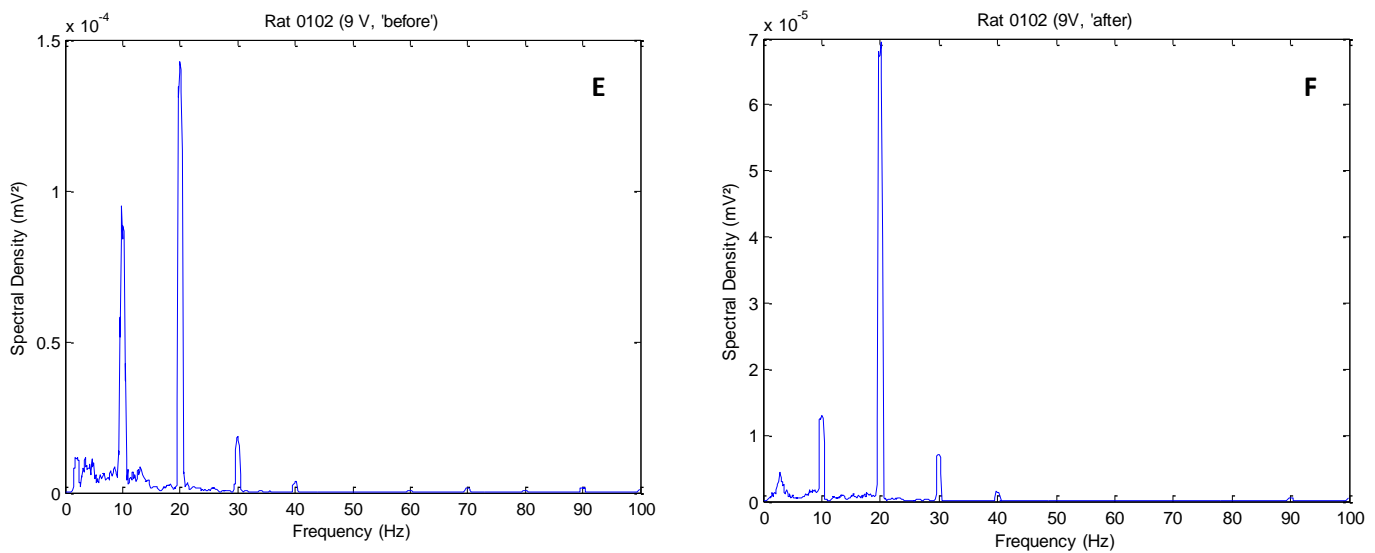 Rat 0102 (9 V, 'before')
x 10⁻⁴
1.5
1
0.5
0
Spectral Density (mV²)
E
0 10 20 30 40 50 60 70 80 90 100
Frequency (Hz)
Rat 0102 (9V, 'after)
x 10⁻⁵
7
6
5
4
3
2
1
0
Spectral Density (mV²)
F
0 10 20 30 40 50 60 70 80 90 100
Frequency (Hz)